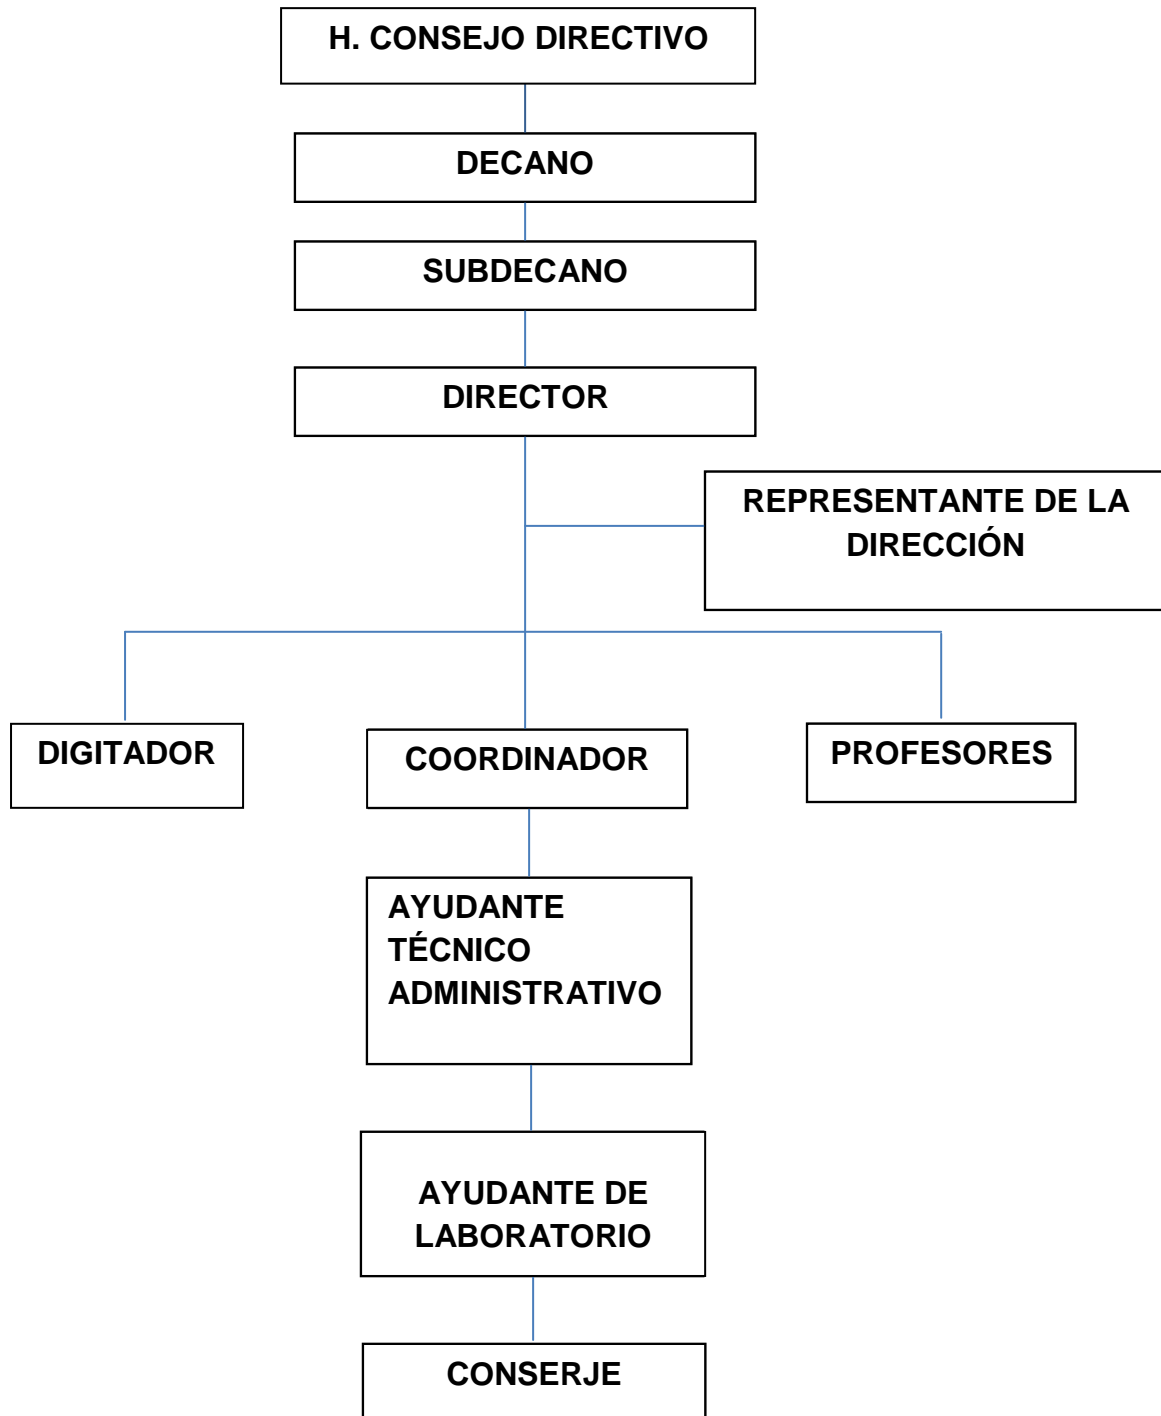 H. CONSEJO DIRECTIVO
DECANO
SUBDECANO
DIRECTOR
REPRESENTANTE DE LA
DIRECCIÓN
DIGITADOR
COORDINADOR
PROFESORES
AYUDANTE
TÉCNICO
ADMINISTRATIVO
AYUDANTE DE
LABORATORIO
CONSERJE